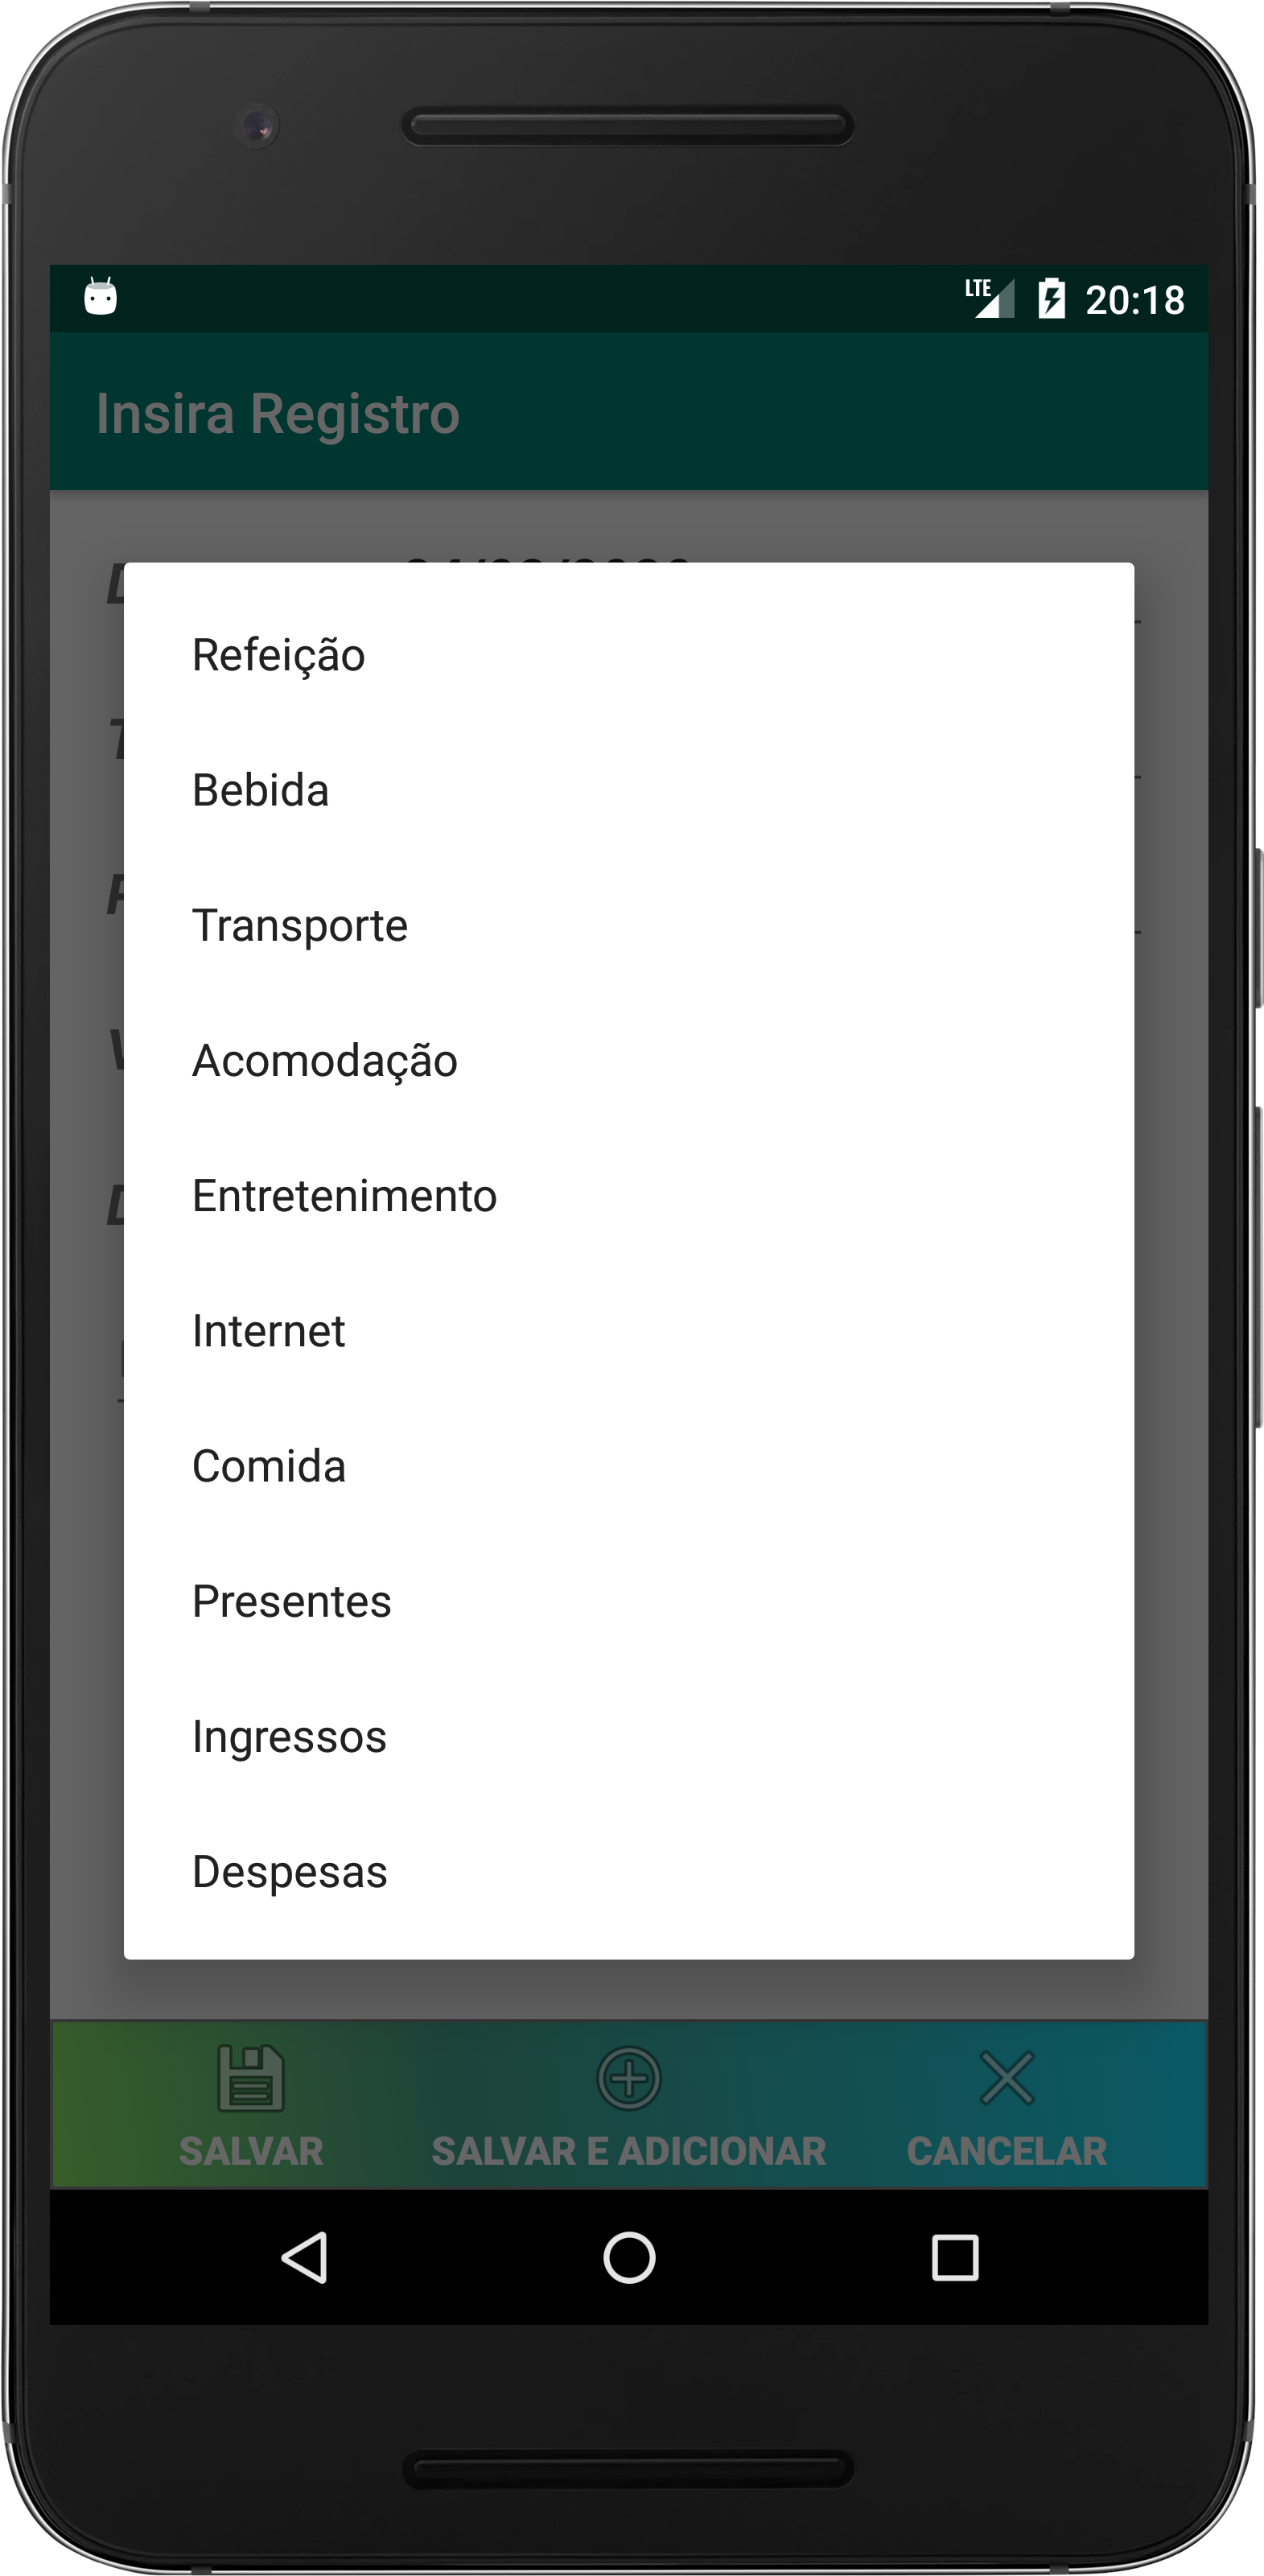 LTE 20:18
Insira Registro
Refeição
Bebida
Transporte
Acomodação
Entretenimento
Internet
Comida
Presentes
Ingressos
Despesas
SALVAR SALVAR E ADICIONAR CANCELAR